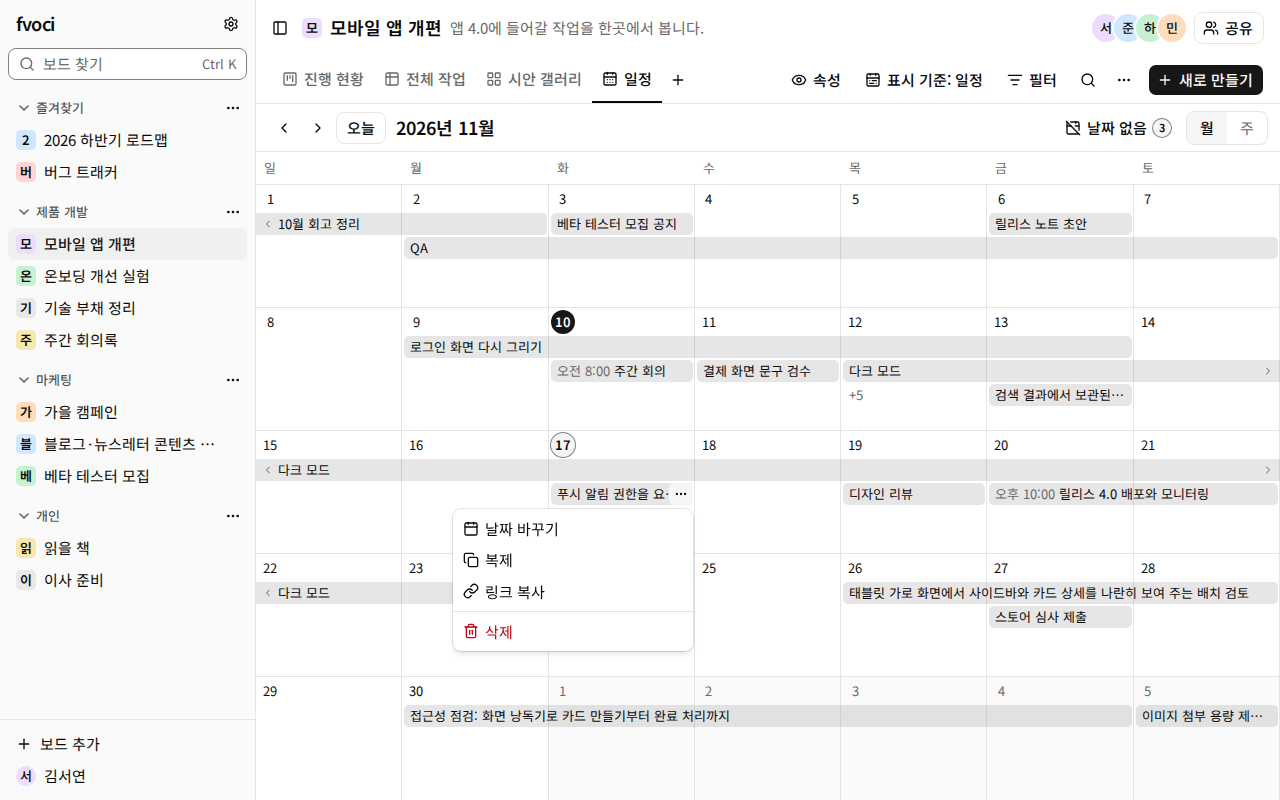 fvoci
보드 찾기 Ctrl K
즐겨찾기
2 2026 하반기 로드맵
버 버그 트래커
제품 개발
모 모바일 앱 개편
온 온보딩 개선 실험
기 기술 부채 정리
주 주간 회의록
마케팅
가 가을 캠페인
블 블로그·뉴스레터 콘텐츠 …
베 베타 테스터 모집
개인
읽 읽을 책
이 이사 준비
보드 추가
서 김서연
모 모바일 앱 개편 앱 4.0에 들어갈 작업을 한곳에서 봅니다.
서 준 하 민 공유
진행 현황 전체 작업 시안 갤러리 일정
속성 표시 기준: 일정 필터 새로 만들기
오늘 2026년 11월 날짜 없음 3 월 주
일 월 화 수 목 금 토
1 2 3 4 5 6 7
10월 회고 정리 베타 테스터 모집 공지 릴리스 노트 초안
QA
8 9 10 11 12 13 14
로그인 화면 다시 그리기
오전 8:00 주간 회의 결제 화면 문구 검수 다크 모드
+5 검색 결과에서 보관된…
15 16 17 18 19 20 21
다크 모드
푸시 알림 권한을 요… 디자인 리뷰 오후 10:00 릴리스 4.0 배포와 모니터링
22 23 25 26 27 28
다크 모드 태블릿 가로 화면에서 사이드바와 카드 상세를 나란히 보여 주는 배치 검토
스토어 심사 제출
날짜 바꾸기
복제
링크 복사
삭제
29 30 1 2 3 4 5
접근성 점검: 화면 낭독기로 카드 만들기부터 완료 처리까지 이미지 첨부 용량 제…